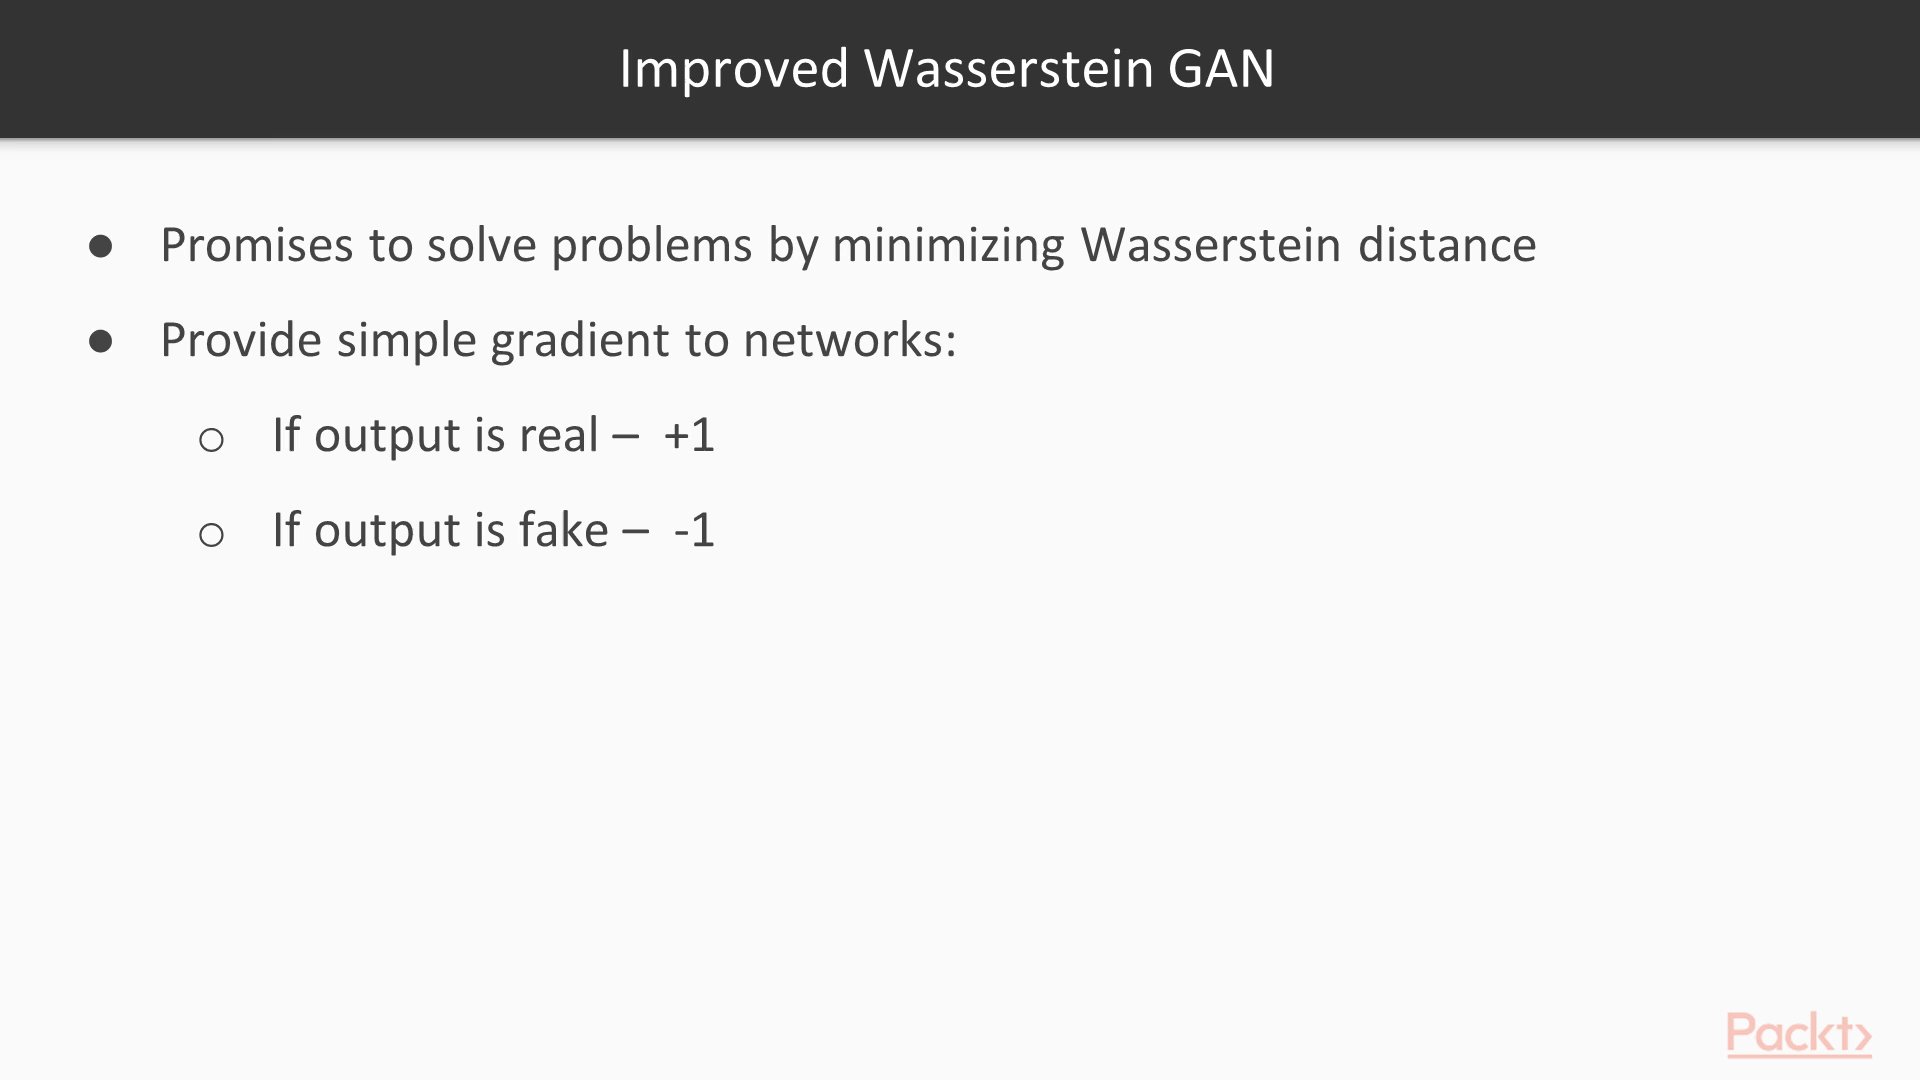 Improved Wasserstein GAN
● Promises to solve problems by minimizing Wasserstein distance
● Provide simple gradient to networks:
○ If output is real – +1
○ If output is fake – -1
Packt>